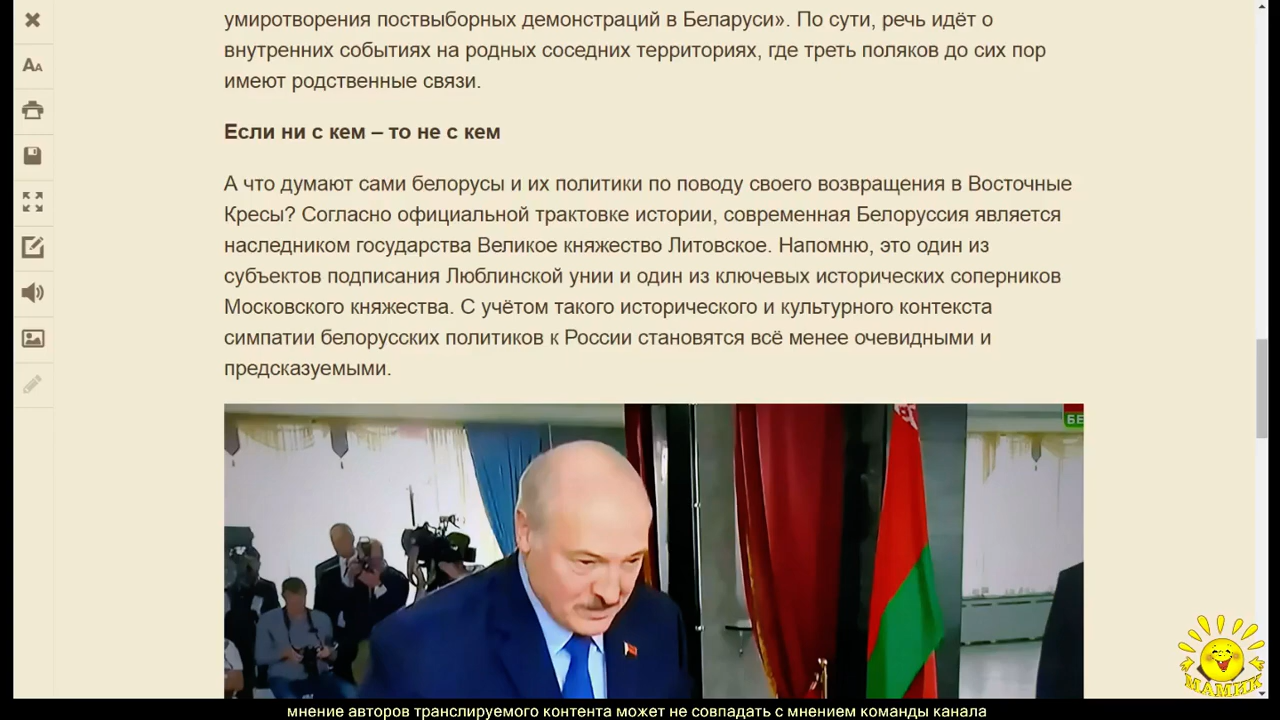 умиротворения поствыборных демонстраций в Беларуси». По сути, речь идёт о
внутренних событиях на родных соседних территориях, где треть поляков до сих пор
имеют родственные связи.
Если ни с кем – то не с кем
А что думают сами белорусы и их политики по поводу своего возвращения в Восточные
Кресы? Согласно официальной трактовке истории, современная Белоруссия является
наследником государства Великое княжество Литовское. Напомню, это один из
субъектов подписания Люблинской унии и один из ключевых исторических соперников
Московского княжества. С учётом такого исторического и культурного контекста
симпатии белорусских политиков к России становятся всё менее очевидными и
предсказуемыми.
БЕ
МАМИК
мнение авторов транслируемого контента может не совпадать с мнением команды канала